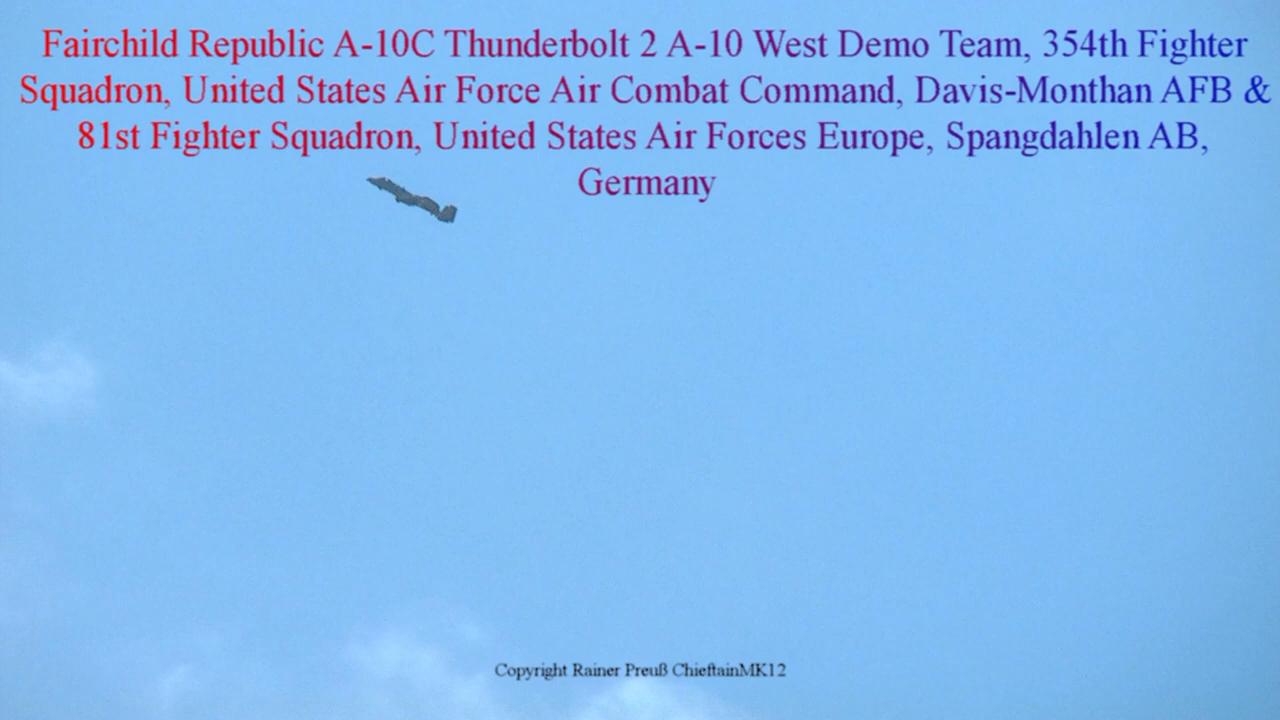 Fairchild Republic A-10C Thunderbolt 2 A-10 West Demo Team, 354th Fighter
Squadron, United States Air Force Air Combat Command, Davis-Monthan AFB &
81st Fighter Squadron, United States Air Forces Europe, Spangdahlen AB,
Germany
Copyright Rainer Preuß ChieftainMK12